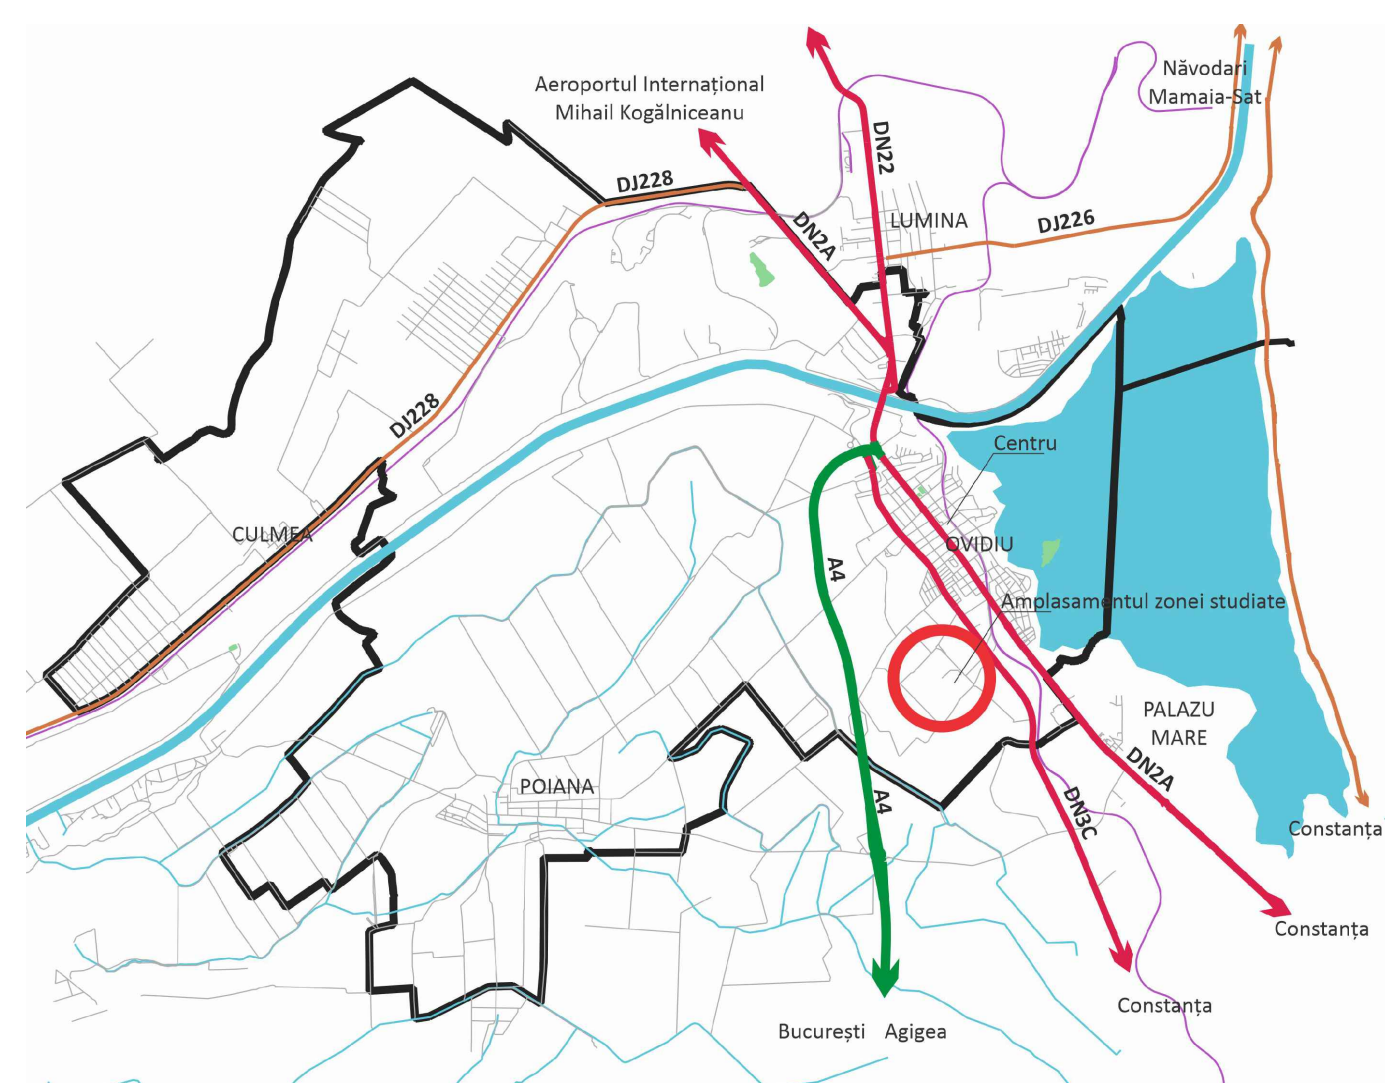 Năvodari
Mamaia-Sat
Aeroportul Internațional
Mihail Kogălniceanu
DN22
DJ228
LUMINA
DJ226
DN2A
DJ228
Centru
CULMEA
OVIDIU
A4
Amplasamentul zonei studiate
PALAZU
MARE
DN2A
POIANA
A4
DN3C
Constanța
Constanța
Constanța
București Agigea